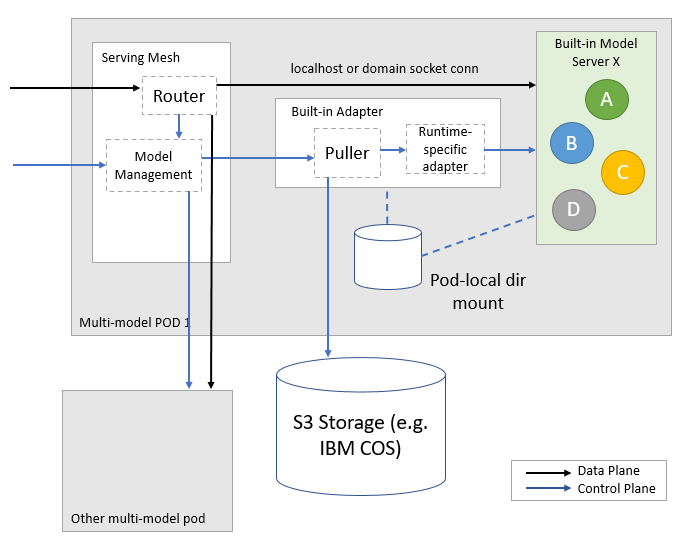 Serving Mesh
Router
Model
Management
localhost or domain socket conn
Built-in Adapter
Puller
Runtime-
specific
adapter
Built-in Model
Server X
A
B
C
D
Pod-local dir
mount
Multi-model POD 1
S3 Storage (e.g.
IBM COS)
Other multi-model pod
Data Plane
Control Plane